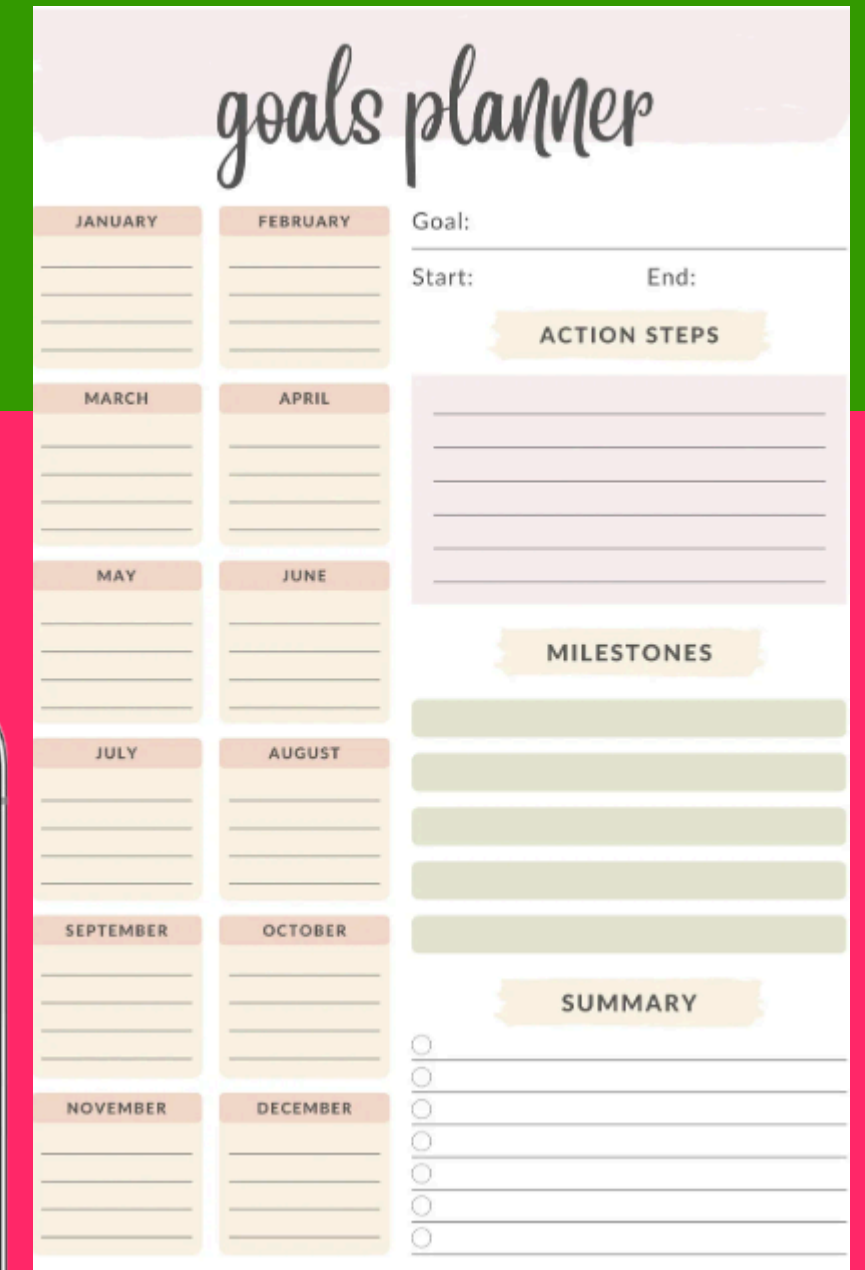 goals planner
JANUARY
FEBRUARY
MARCH
APRIL
MAY
JUNE
JULY
AUGUST
SEPTEMBER
OCTOBER
NOVEMBER
DECEMBER
Goal:
Start: End:
ACTION STEPS
MILESTONES
SUMMARY